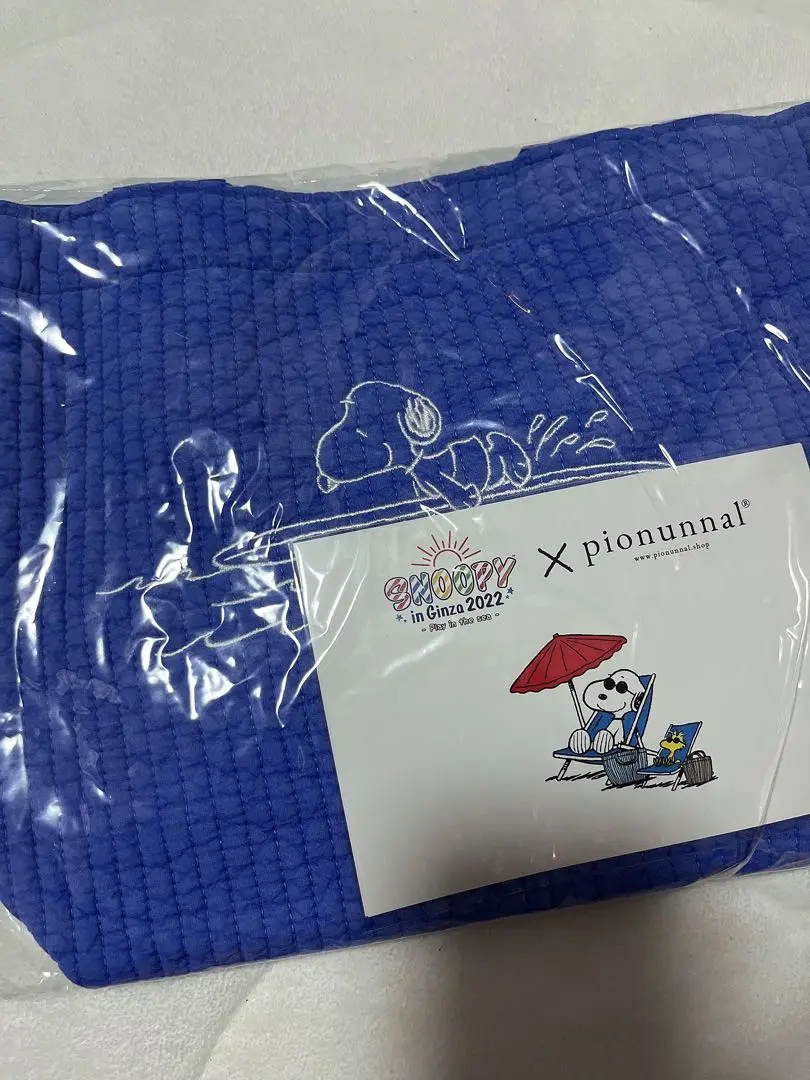 SNOOPY
in Ginza 2022
- Play in the sea -
× pionunnal®
www.pionunnal.shop